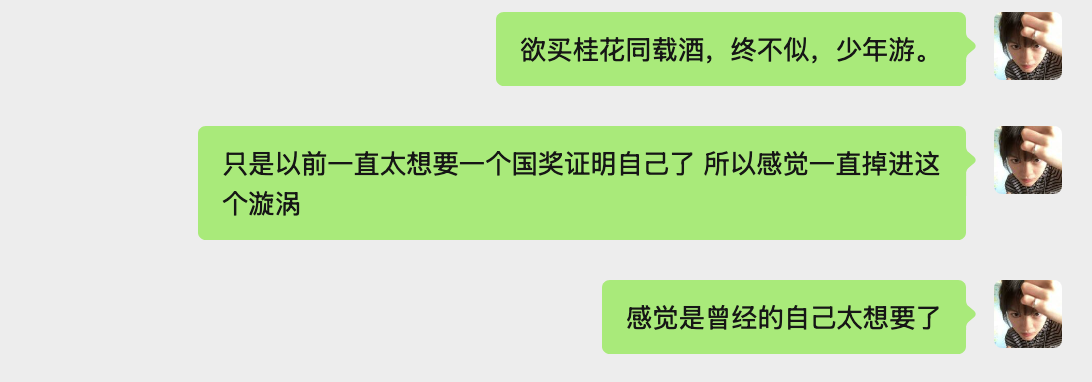 欲买桂花同载酒，终不似，少年游。
只是以前一直太想要一个国奖证明自己了 所以感觉一直掉进这
个漩涡
感觉是曾经的自己太想要了